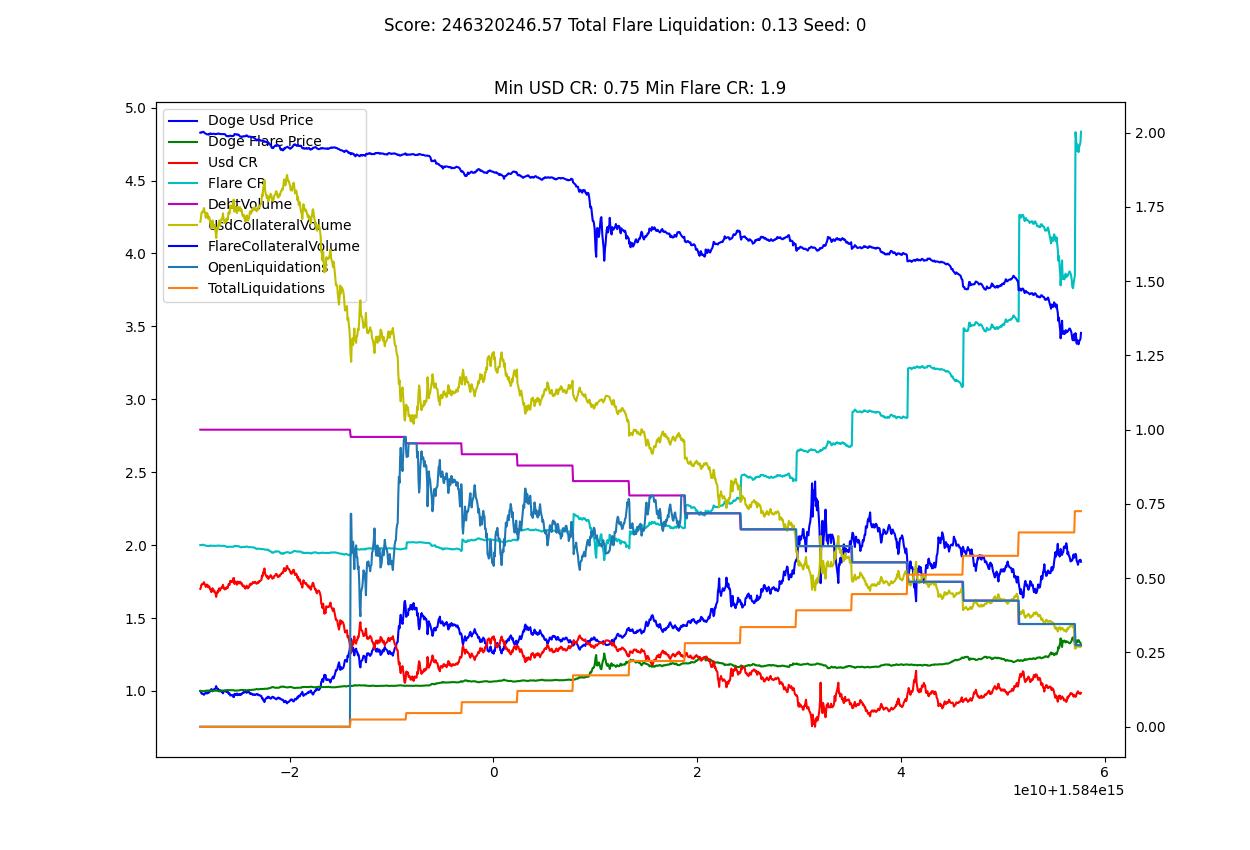 Score: 246320246.57 Total Flare Liquidation: 0.13 Seed: 0
Min USD CR: 0.75 Min Flare CR: 1.9
Doge Usd Price
Doge Flare Price
Usd CR
Flare CR
DebtVolume
UsdCollateralVolume
FlareCollateralVolume
OpenLiquidations
TotalLiquidations
5.0
4.5
4.0
3.5
3.0
2.5
2.0
1.5
1.0
2.00
1.75
1.50
1.25
1.00
0.75
0.50
0.25
0.00
−2
0
2
4
6
1e10+1.584e15